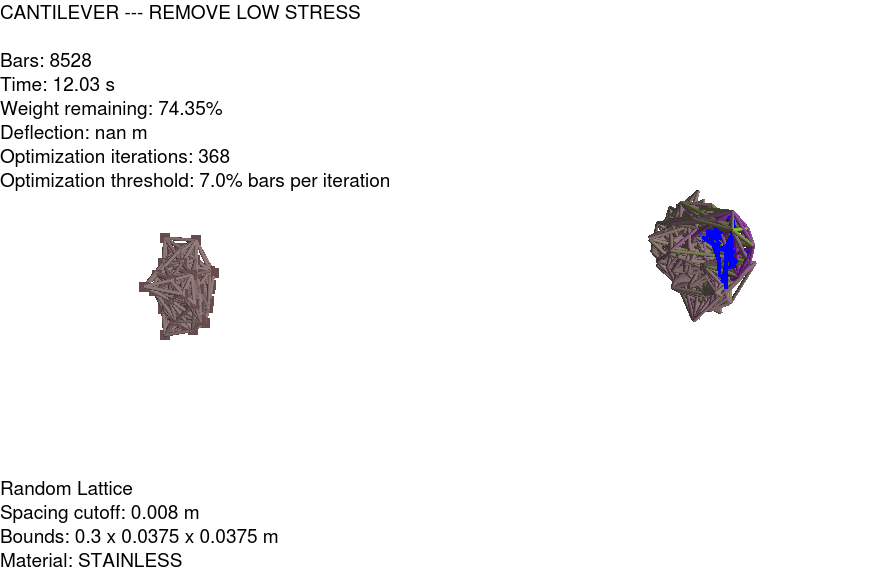 CANTILEVER --- REMOVE LOW STRESS
Bars: 8528
Time: 12.03 s
Weight remaining: 74.35%
Deflection: nan m
Optimization iterations: 368
Optimization threshold: 7.0% bars per iteration
Random Lattice
Spacing cutoff: 0.008 m
Bounds: 0.3 x 0.0375 x 0.0375 m
Material: STAINLESS